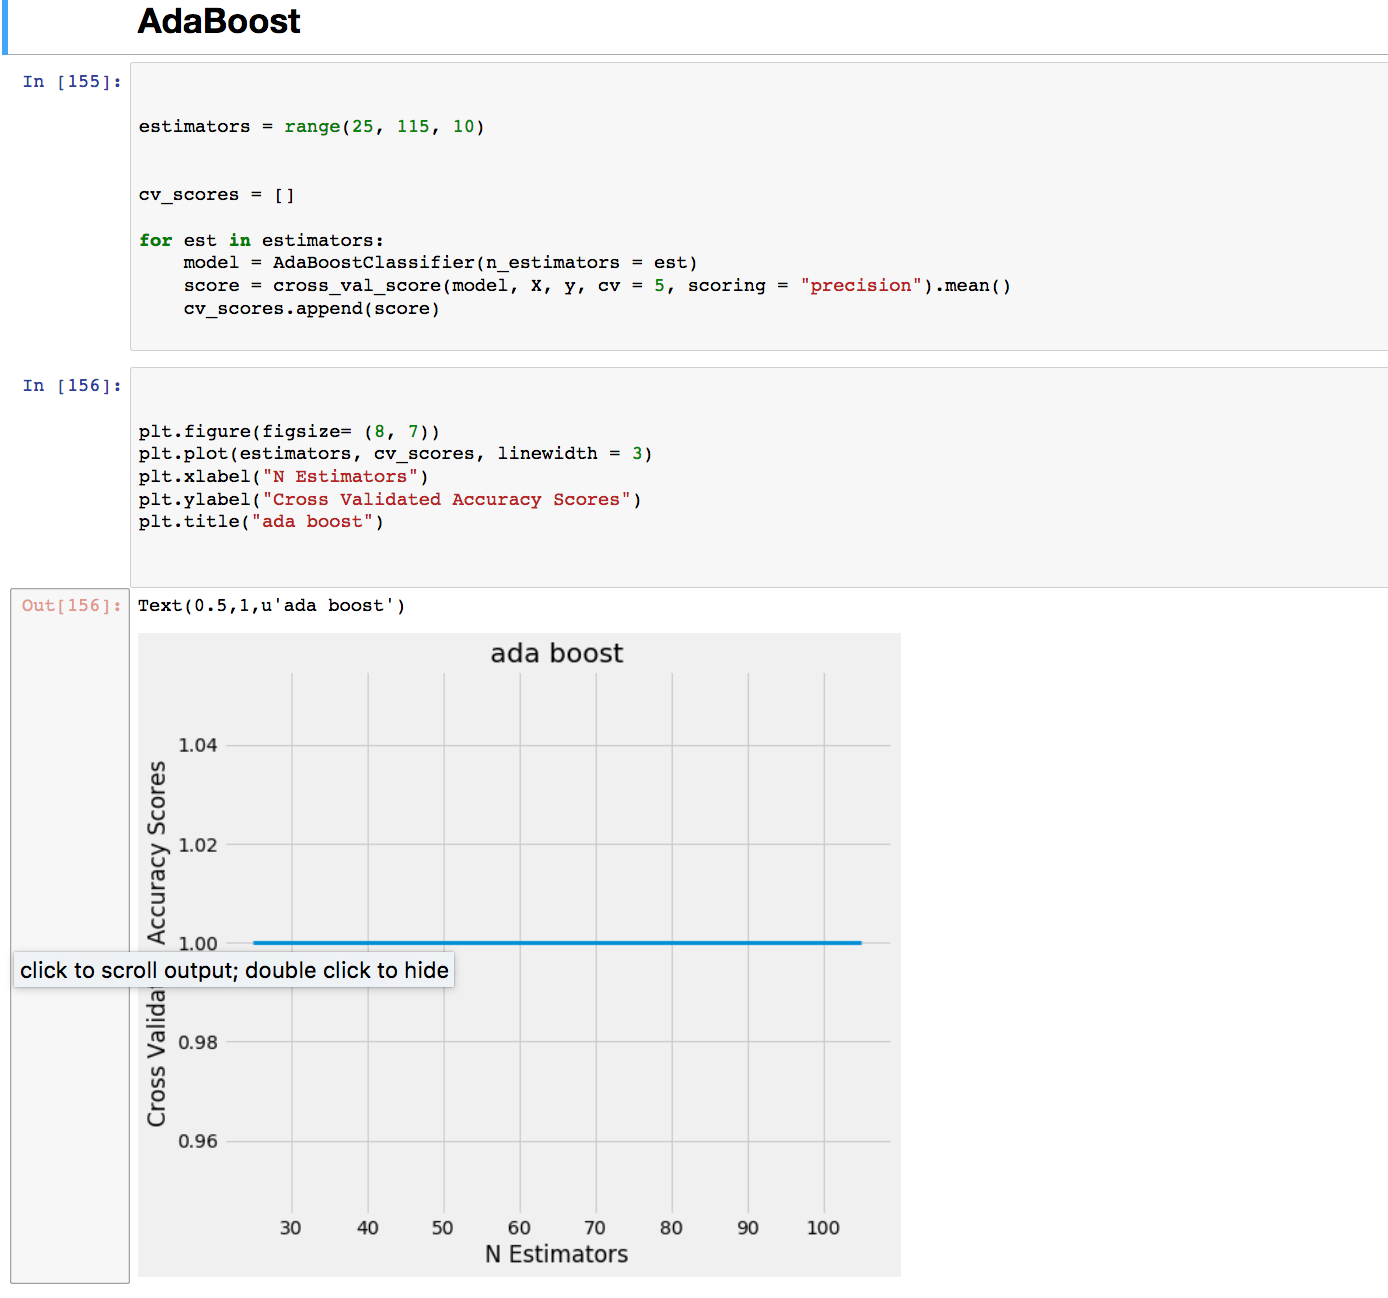 AdaBoost
In [155]:
estimators = range(25, 115, 10)
cv_scores = []
for est in estimators:
    model = AdaBoostClassifier(n_estimators = est)
    score = cross_val_score(model, X, y, cv = 5, scoring = "precision").mean()
    cv_scores.append(score)
In [156]:
plt.figure(figsize= (8, 7))
plt.plot(estimators, cv_scores, linewidth = 3)
plt.xlabel("N Estimators")
plt.ylabel("Cross Validated Accuracy Scores")
plt.title("ada boost")
Out[156]:
Text(0.5,1,u'ada boost')
ada boost
Cross Valida
Accuracy Scores
1.04
1.02
1.00
click to scroll output; double click to hide
0.98
0.96
30 40 50 60 70 80 90 100
N Estimators